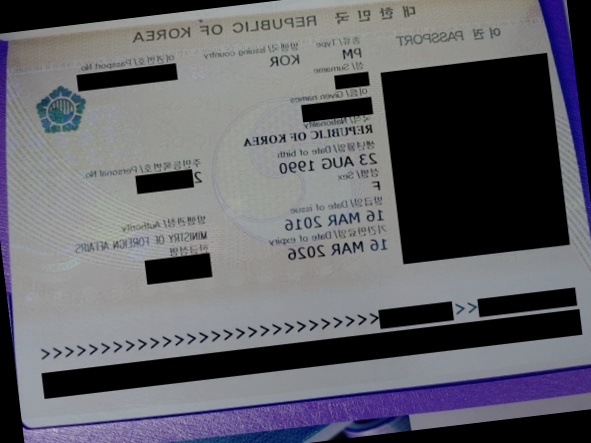 대한민국 REPUBLIC OF KOREA
여권 PASSPORT
종류/Type 발행국/Issuing country 여권번호/Passport No.
PM KOR
성/Surname
이름/Given names
국적/Nationality
REPUBLIC OF KOREA
생년월일/Date of birth 주민등록번호/Personal No.
23 AUG 1990 2
성별/Sex
F
발급일/Date of issue 발행관청/Authority
16 MAR 2016 MINISTRY OF FOREIGN AFFAIRS
기간만료일/Date of expiry 한글성명
16 MAR 2026